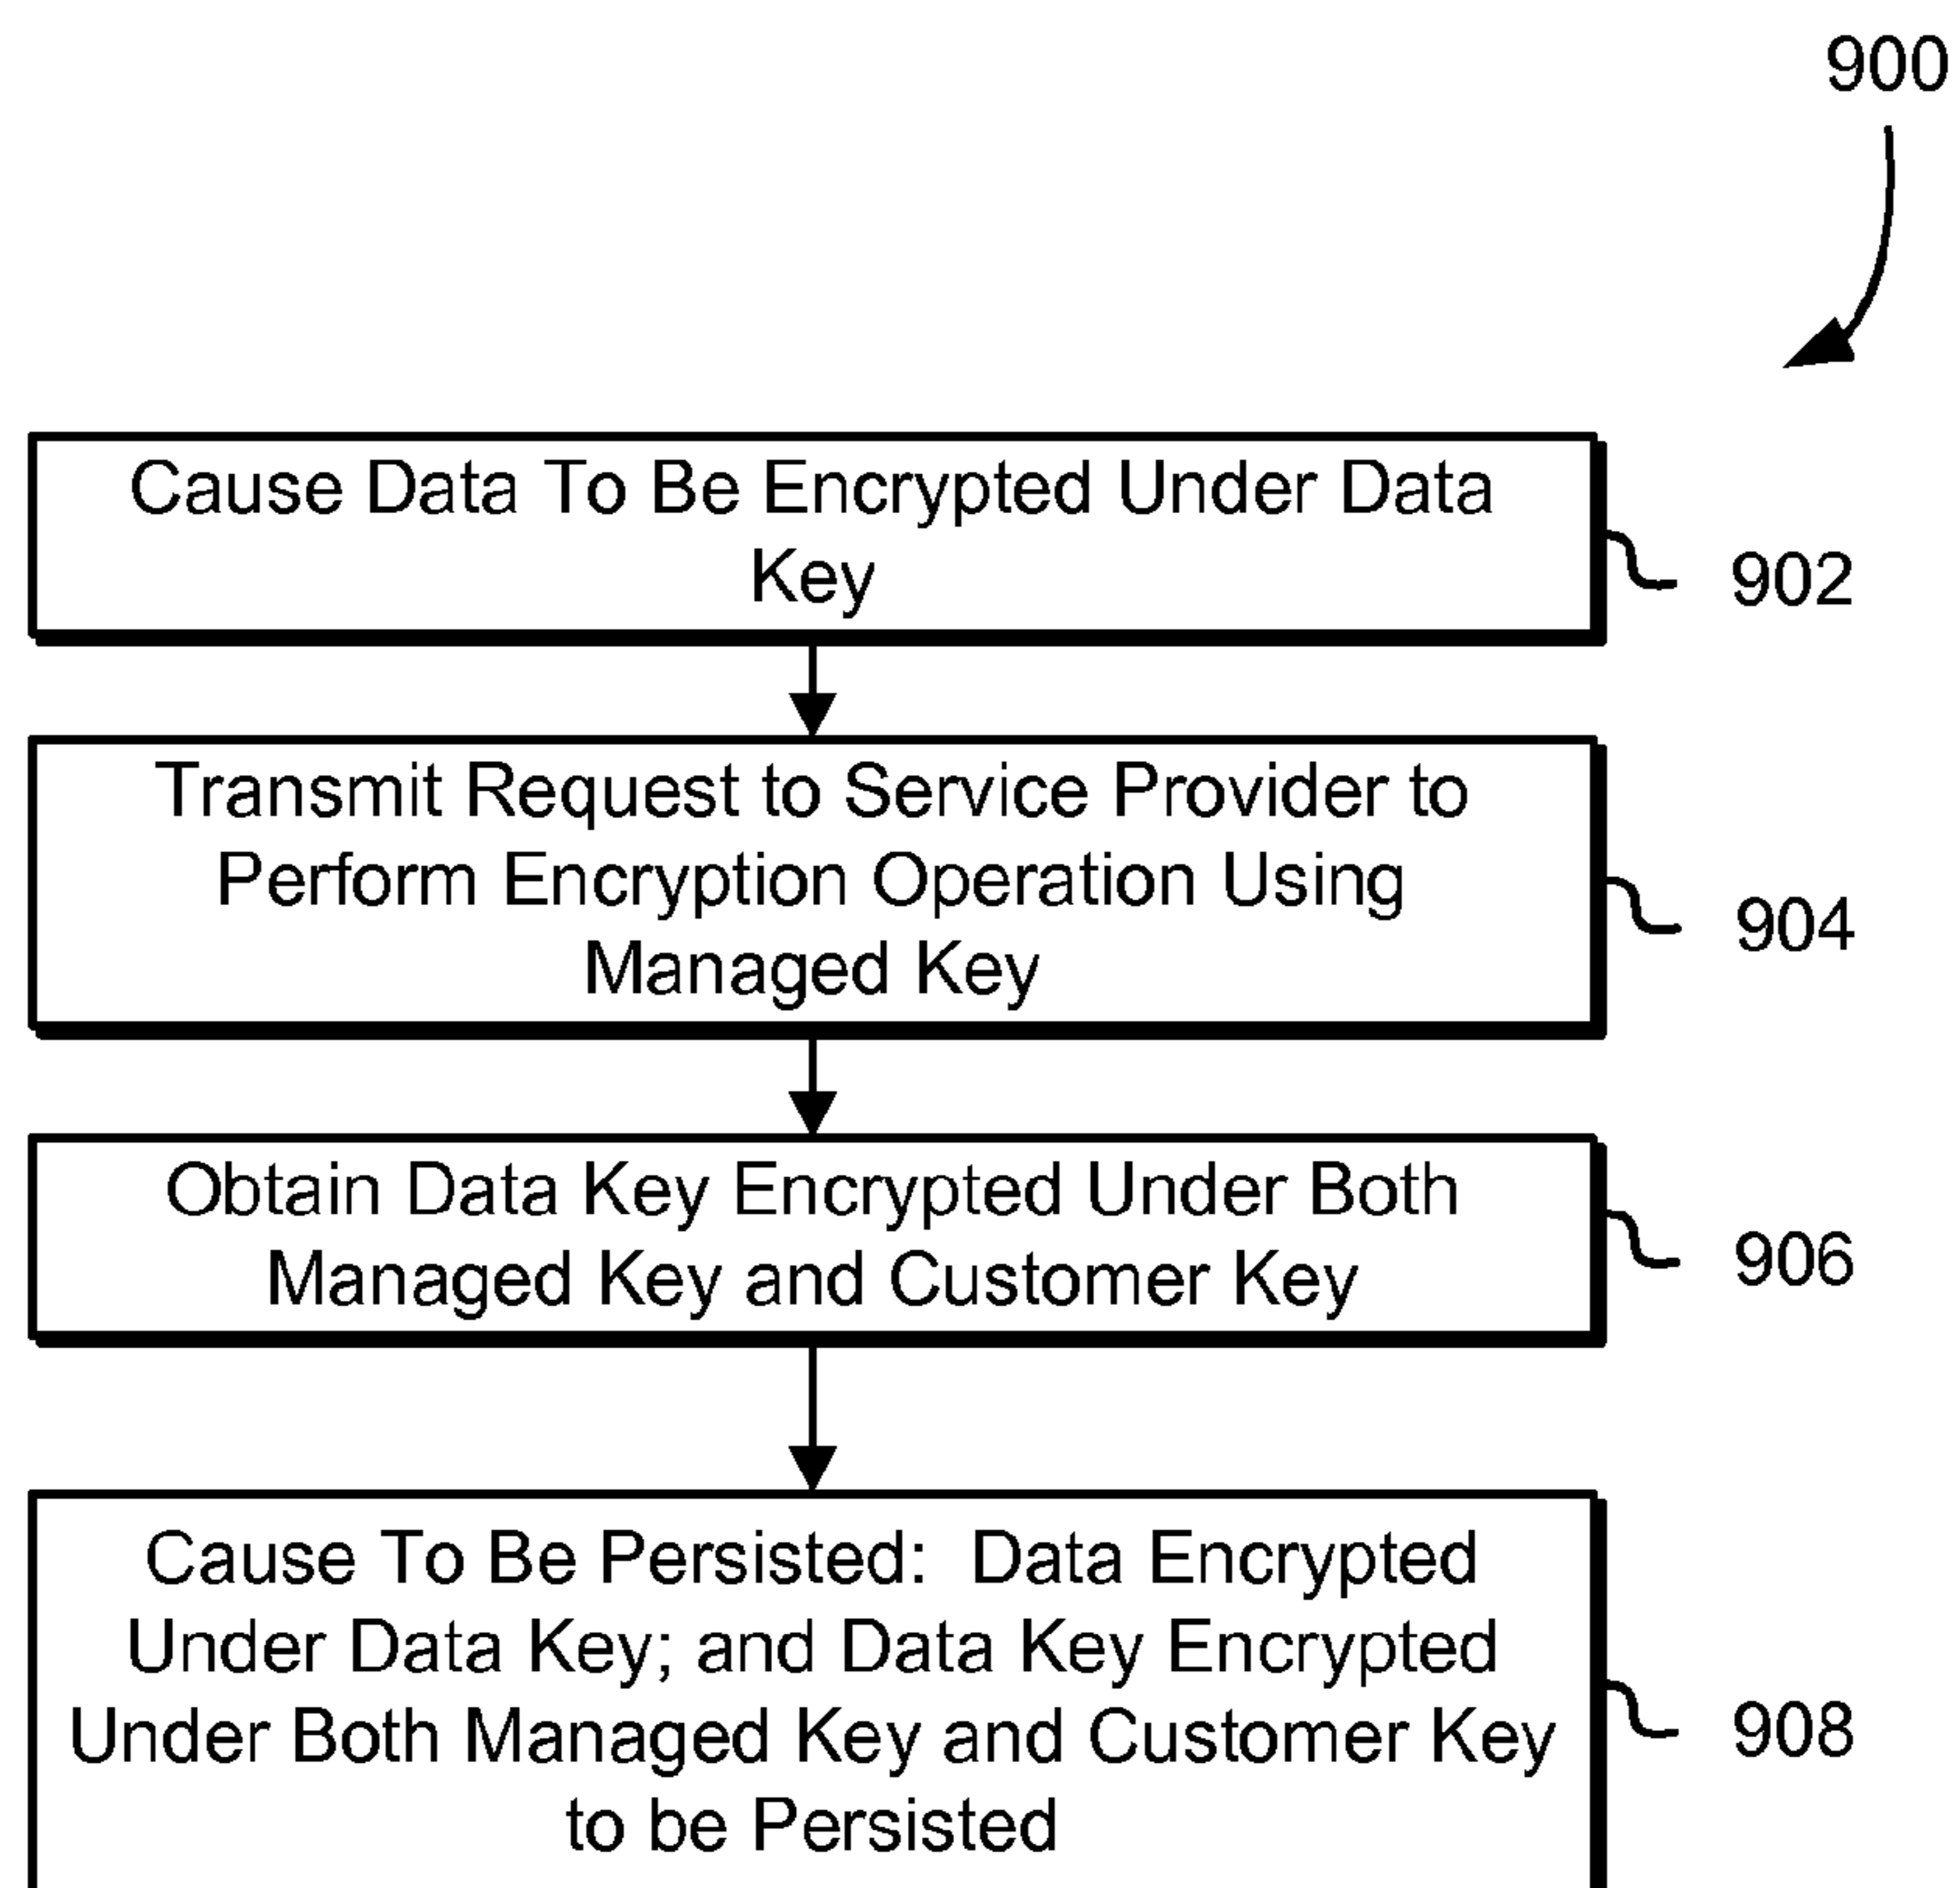 900
Cause Data To Be Encrypted Under Data
Key
902
Transmit Request to Service Provider to
Perform Encryption Operation Using
Managed Key
904
Obtain Data Key Encrypted Under Both
Managed Key and Customer Key
906
Cause To Be Persisted:  Data Encrypted
Under Data Key; and Data Key Encrypted
Under Both Managed Key and Customer Key
to be Persisted
908